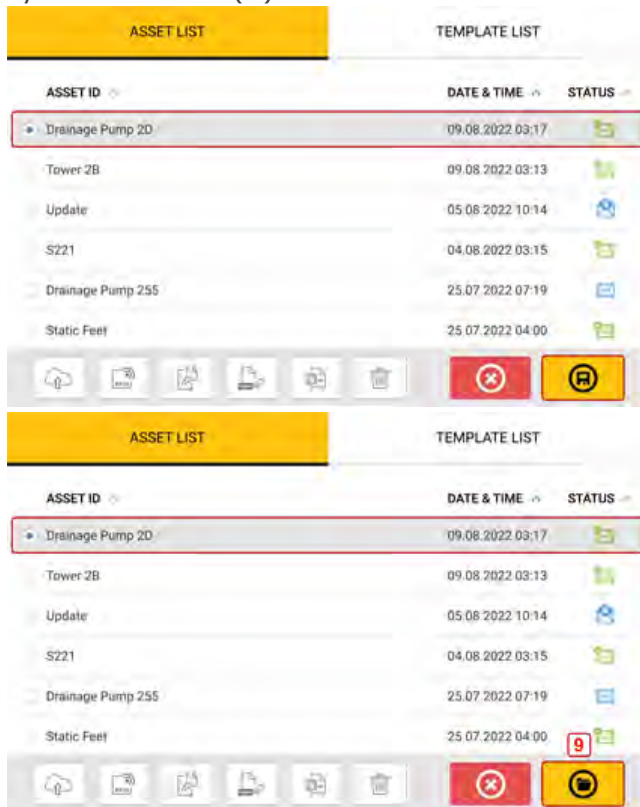 ASSET LIST TEMPLATE LIST
ASSET ID DATE & TIME STATUS
Drainage Pump 2D 09.08.2022 03:17
Tower 2B 09.08.2022 03:13
Update 05.08.2022 10:14
S221 04.08.2022 03:15
Drainage Pump 255 25.07.2022 07:19
Static Feet 25.07.2022 04:00
ASSET LIST TEMPLATE LIST
ASSET ID DATE & TIME STATUS
Drainage Pump 2D 09.08.2022 03:17
Tower 2B 09.08.2022 03:13
Update 05.08.2022 10:14
S221 04.08.2022 03:15
Drainage Pump 255 25.07.2022 07:19
Static Feet 25.07.2022 04:00
9